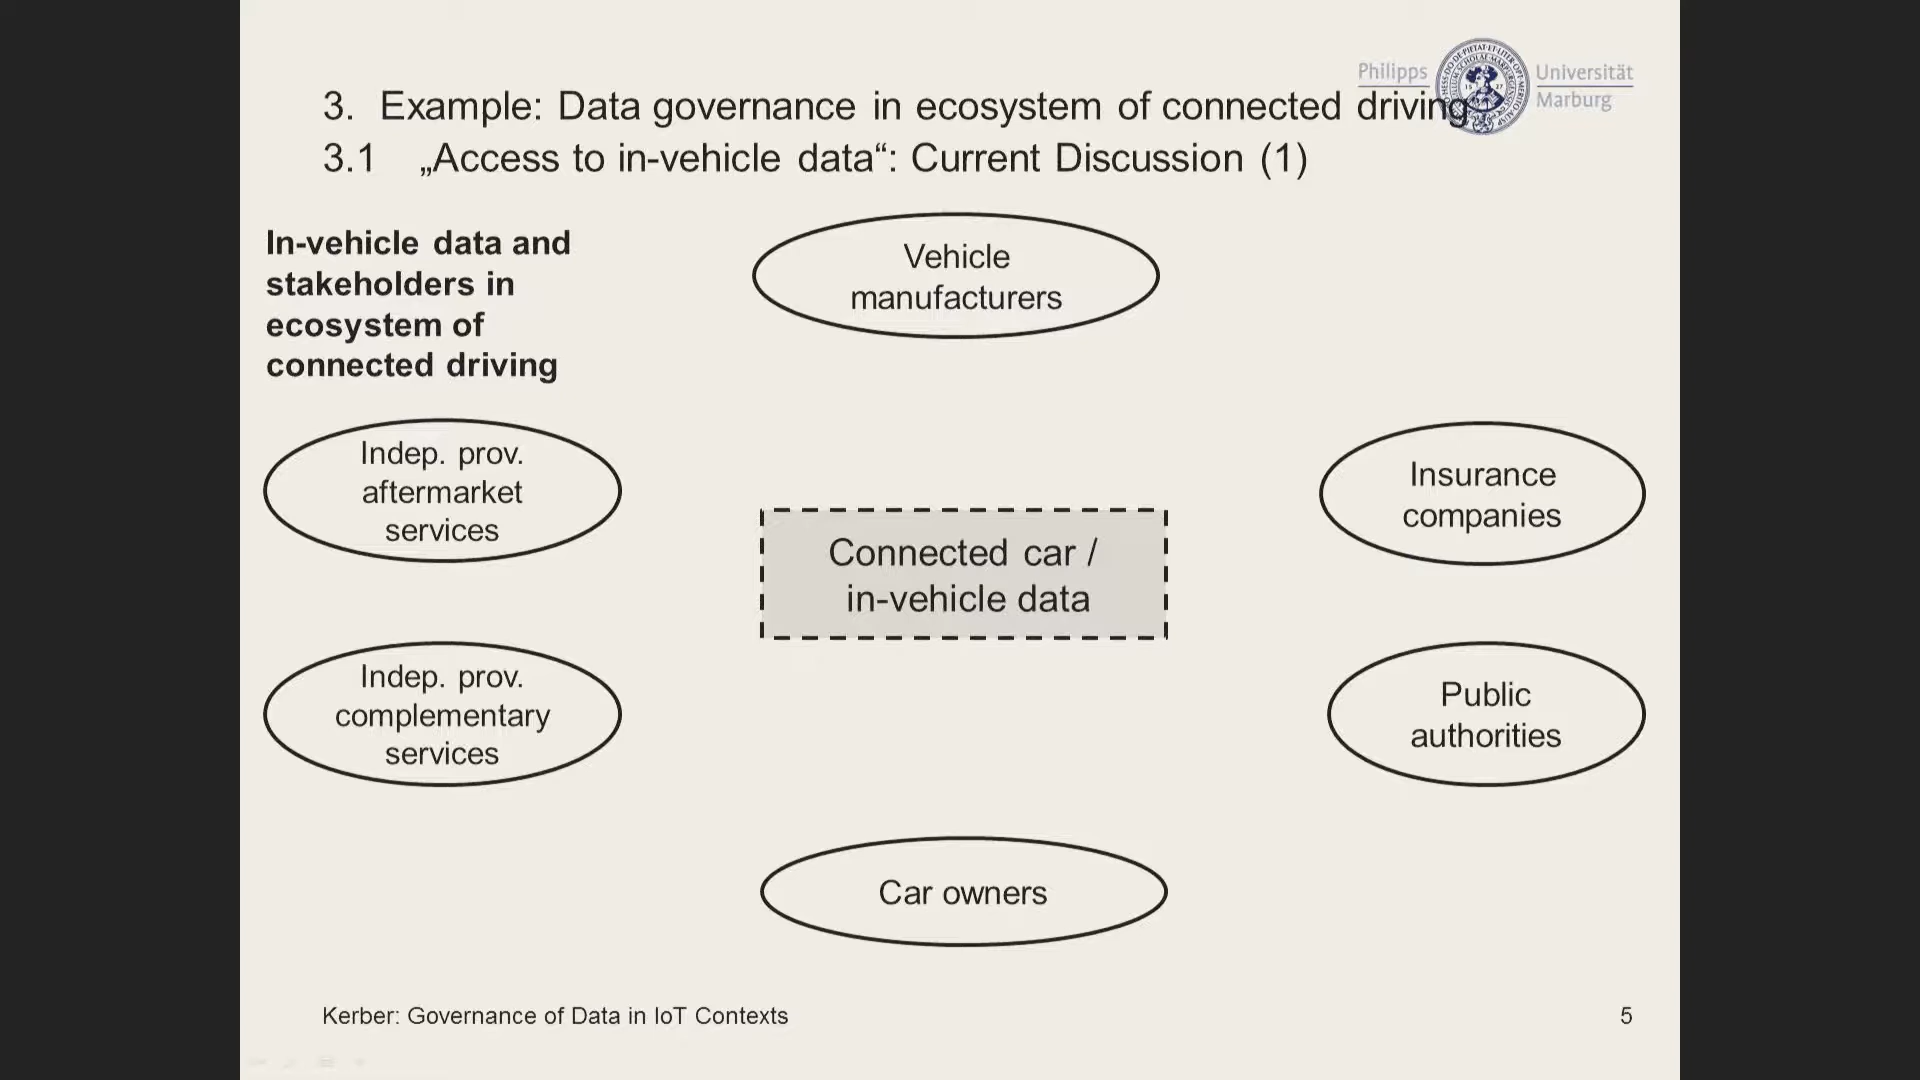 Philipps Universität
Marburg
3. Example: Data governance in ecosystem of connected driving
3.1 „Access to in-vehicle data“: Current Discussion (1)
In-vehicle data and
stakeholders in
ecosystem of
connected driving
Vehicle
manufacturers
Indep. prov.
aftermarket
services
Insurance
companies
Connected car /
in-vehicle data
Indep. prov.
complementary
services
Public
authorities
Car owners
Kerber: Governance of Data in IoT Contexts
5